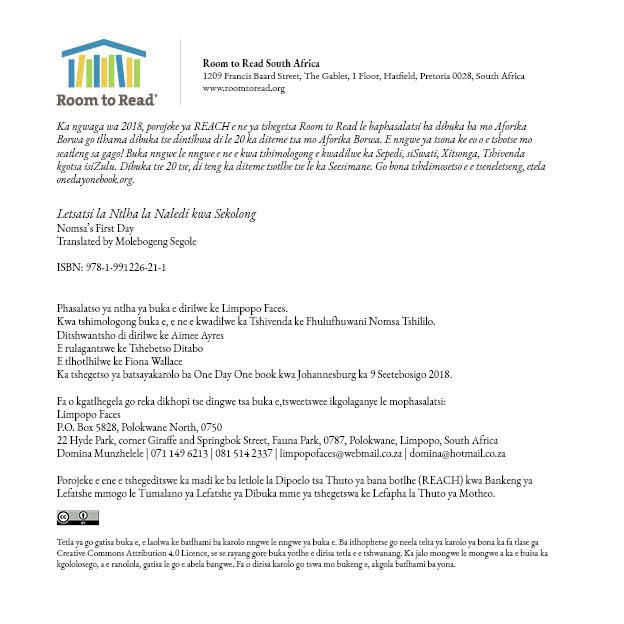 Room to Read®
Room to Read South Africa
1209 Francis Baard Street, The Gables, 1 Floor, Hatfield, Pretoria 0028, South Africa
www.roomtoread.org
Ka ngwaga wa 2018, porojeke ya REACH e ne ya tshegetsa Room to Read le baphasalatsi ba dibuka ba mo Aforika
Borwa go tlhama dibuka tse dintšhwa di le 20 ka diteme tsa mo Aforika Borwa. E nngwe ya tsona ke eo o e tshotse mo
seatleng sa gago! Buka nngwe le nngwe e ne e kwa tshimologong e kwadilwe ka Sepedi, siSwati, Xitsonga, Tshivenda
kgotsa isiZulu. Dibuka tse 20 tse, di teng ka diteme tsotlhe tse le ka Seesimane. Go bona tshdimosetso e e tseneletseng, etela
onedayonebook.org.
Letsatsi la Ntlha la Naledi kwa Sekolong
Nomsa's First Day
Translated by Molebogeng Segole
ISBN: 978-1-991226-21-1
Phasalatso ya ntlha ya buka e dirilwe ke Limpopo Faces.
Kwa tshimologong buka e, e ne e kwadilwe ka Tshivenda ke Fhulufhuwani Nomsa Tshililo.
Ditshwantsho di dirilwe ke Aimee Ayres
E rulagantswe ke Tshebetso Ditabo
E tlhotlhilwe ke Fiona Wallace
Ka tshegetso ya batsayakarolo ba One Day One book kwa Johannesburg ka 9 Seetebosigo 2018.
Fa o kgatlhegela go reka dikhopi tse dingwe tsa buka e,tsweetswee ikgolaganye le mophasalatsi:
Limpopo Faces
P.O. Box 5828, Polokwane North, 0750
22 Hyde Park, corner Giraffe and Springbok Street, Fauna Park, 0787, Polokwane, Limpopo, South Africa
Domina Munzhelele | 071 149 6213 | 081 514 2337 | limpopofaces@webmail.co.za | domina@hotmail.co.za
Porojeke e ene e tshegeditswe ka madi ke ba letlole la Dipoelo tsa Thuto ya bana botlhe (REACH) kwa Bankeng ya
Lefatshe mmogo le Tumalano ya Lefatshe ya Dibuka mme ya tshegetswa ke Lefapha la Thuto ya Motheo.
cc BY
Tetla ya go gatisa buka e, e laolwa ke batlhami ba karolo nngwe le nngwe ya buka e. Ba itlhophetse go neela telta ya karolo ya bona ka fa tlase ga
Creative Commons Attribution 4.0 Licence, se se rayang gore buka yotlhe e dirisa tetla e e tshwanang. Ka jalo mongwe le mongwe a ka e buisa ka
kgololosego, a e ranolola, gatisa le go e abela bangwe. Fa o dirisa karolo go tswa mo bukeng e, akgola batlhami ba yona.